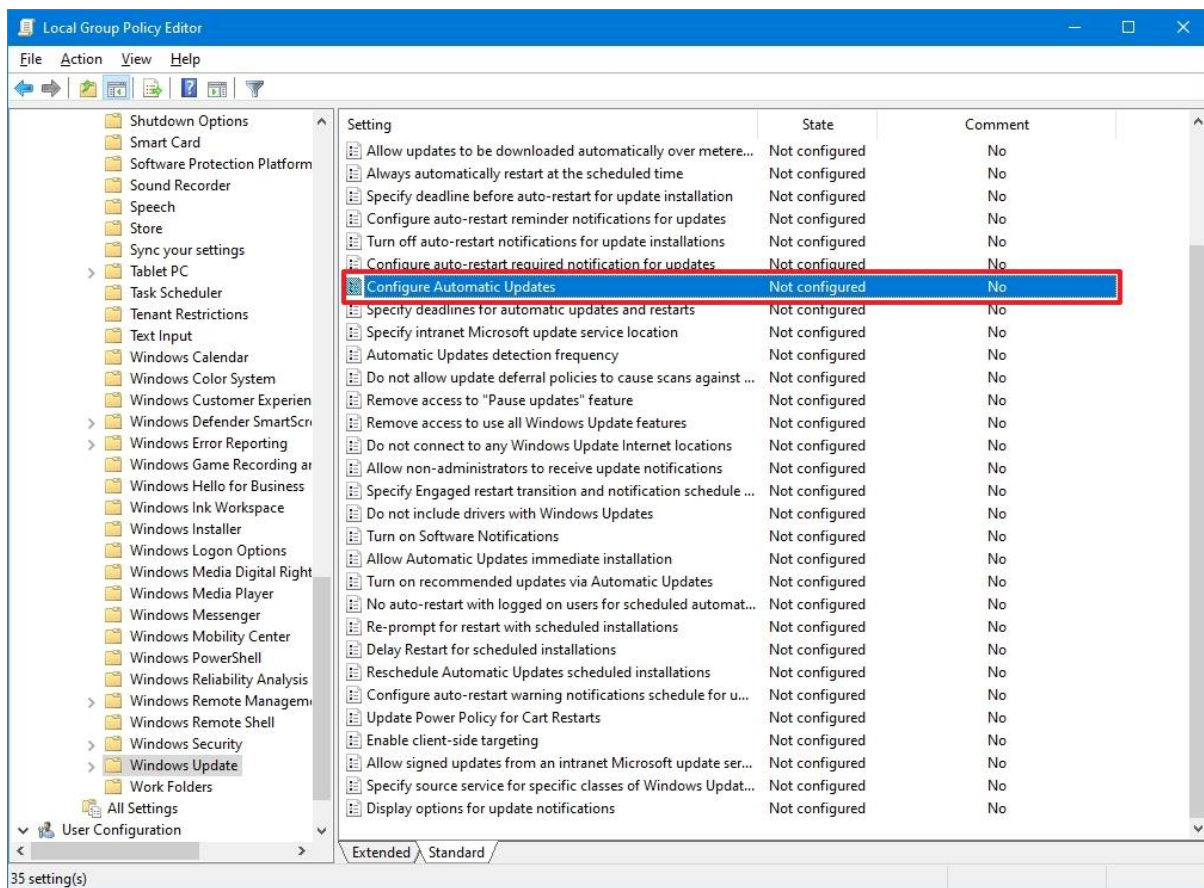 Local Group Policy Editor
File Action View Help
Shutdown Options
Smart Card
Software Protection Platform
Sound Recorder
Speech
Store
Sync your settings
Tablet PC
Task Scheduler
Tenant Restrictions
Text Input
Windows Calendar
Windows Color System
Windows Customer Experien
Windows Defender SmartScr
Windows Error Reporting
Windows Game Recording ar
Windows Hello for Business
Windows Ink Workspace
Windows Installer
Windows Logon Options
Windows Media Digital Right
Windows Media Player
Windows Messenger
Windows Mobility Center
Windows PowerShell
Windows Reliability Analysis
Windows Remote Managem
Windows Remote Shell
Windows Security
Windows Update
Work Folders
All Settings
User Configuration
Setting State Comment
Allow updates to be downloaded automatically over metere... Not configured No
Always automatically restart at the scheduled time Not configured No
Specify deadline before auto-restart for update installation Not configured No
Configure auto-restart reminder notifications for updates Not configured No
Turn off auto-restart notifications for update installations Not configured No
Configure auto-restart required notification for updates Not configured No
Configure Automatic Updates Not configured No
Specify deadlines for automatic updates and restarts Not configured No
Specify intranet Microsoft update service location Not configured No
Automatic Updates detection frequency Not configured No
Do not allow update deferral policies to cause scans against ... Not configured No
Remove access to "Pause updates" feature Not configured No
Remove access to use all Windows Update features Not configured No
Do not connect to any Windows Update Internet locations Not configured No
Allow non-administrators to receive update notifications Not configured No
Specify Engaged restart transition and notification schedule ... Not configured No
Do not include drivers with Windows Updates Not configured No
Turn on Software Notifications Not configured No
Allow Automatic Updates immediate installation Not configured No
Turn on recommended updates via Automatic Updates Not configured No
No auto-restart with logged on users for scheduled automat... Not configured No
Re-prompt for restart with scheduled installations Not configured No
Delay Restart for scheduled installations Not configured No
Reschedule Automatic Updates scheduled installations Not configured No
Configure auto-restart warning notifications schedule for u... Not configured No
Update Power Policy for Cart Restarts Not configured No
Enable client-side targeting Not configured No
Allow signed updates from an intranet Microsoft update ser... Not configured No
Specify source service for specific classes of Windows Updat... Not configured No
Display options for update notifications Not configured No
Extended Standard
35 setting(s)